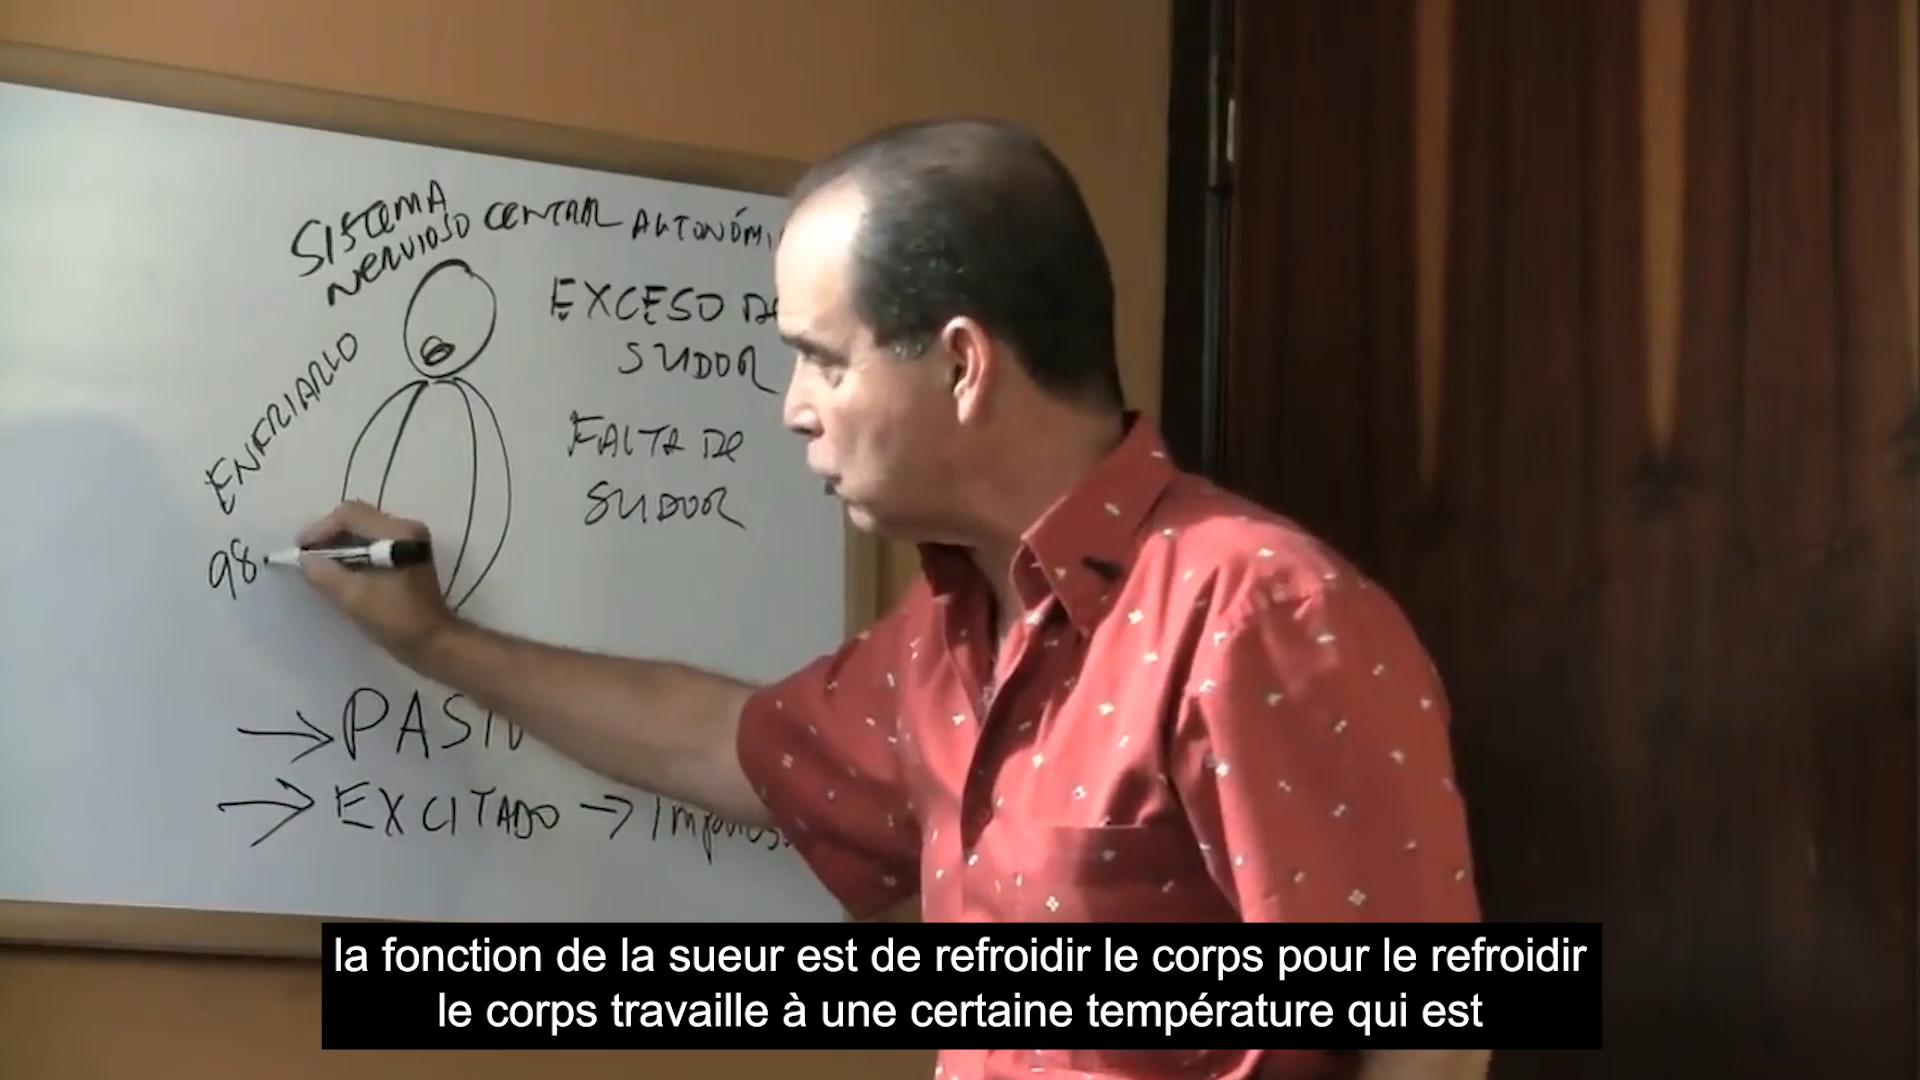 SISTEMA
NERVIOSO CENTRAL AUTONÓMI
EXCESO DE
SUDOR
ENFRIARLO
FALTA DE
SUDOR
98.
PASIV
EXCITADO → 
la fonction de la sueur est de refroidir le corps pour le refroidir
le corps travaille à une certaine température qui est